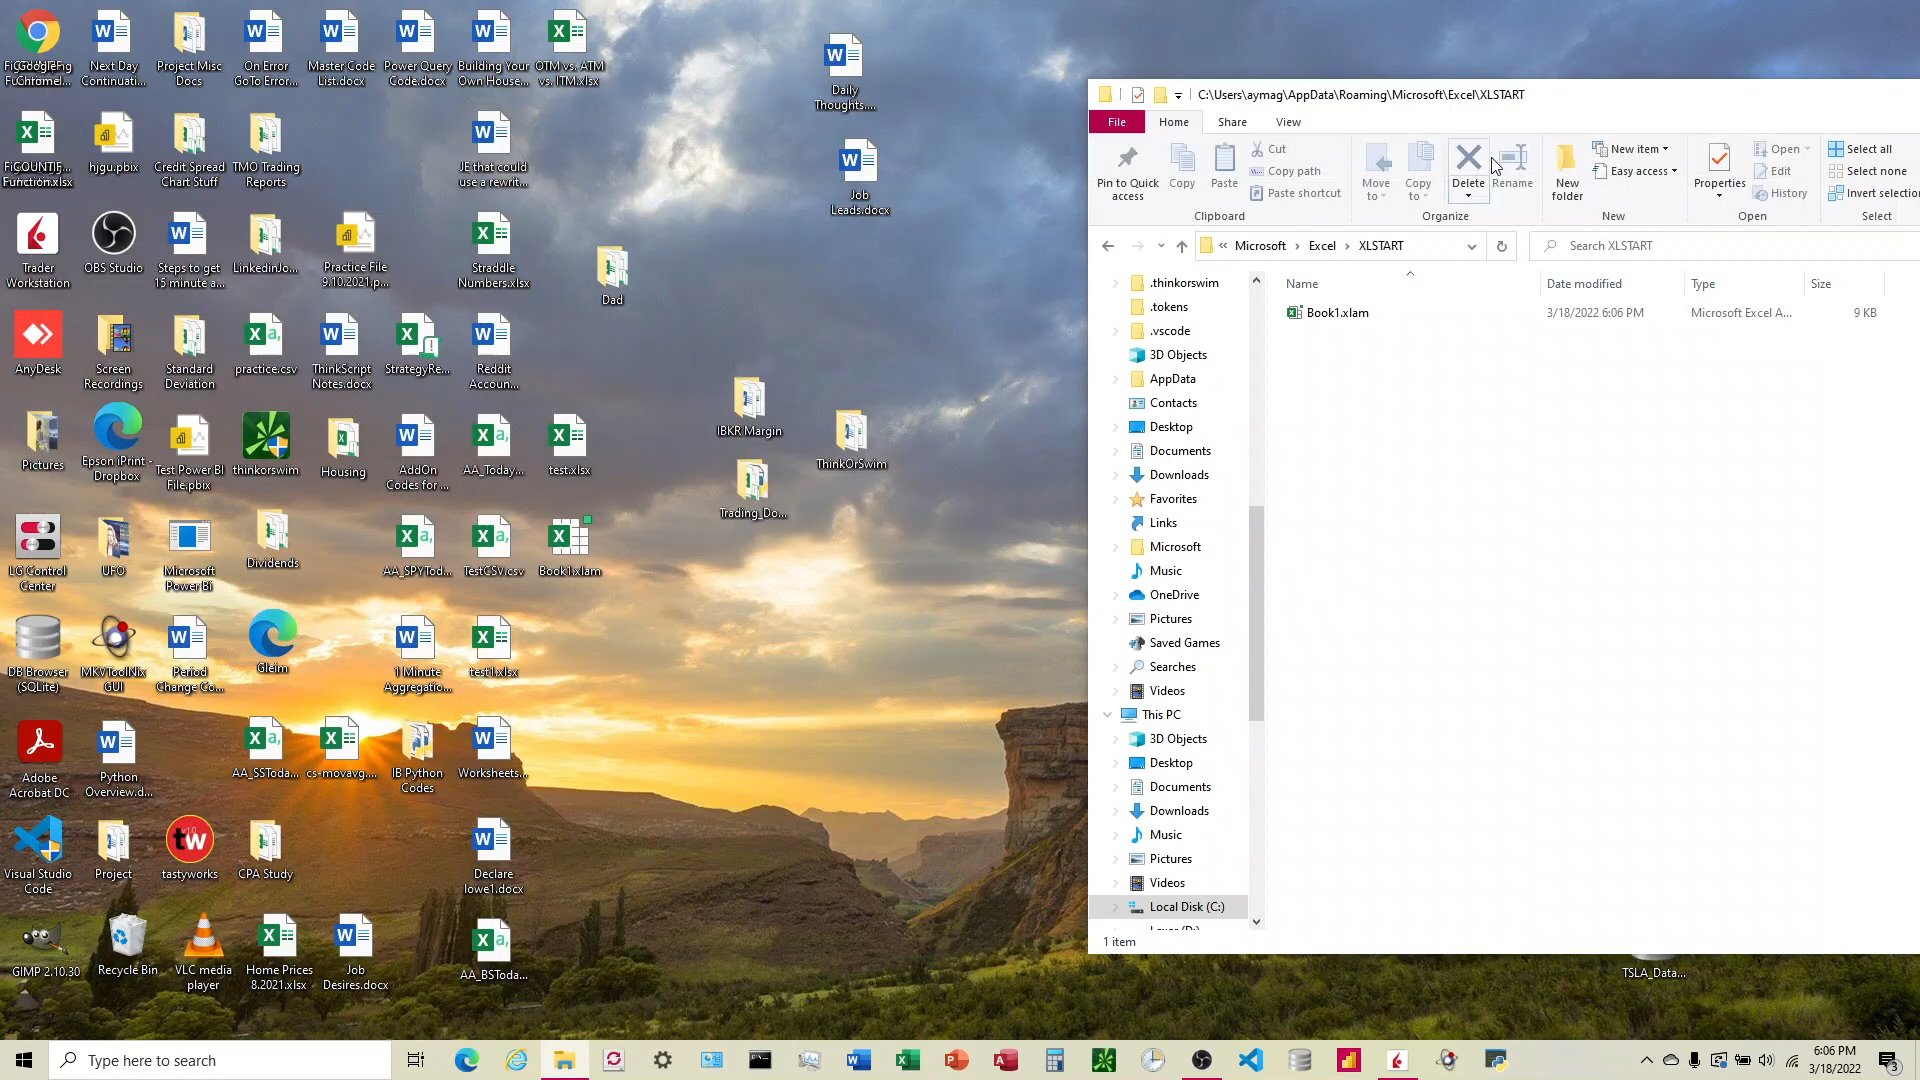 Next Day
Continuati...
Project Misc
Docs
On Error
GoTo Error...
Master Code
List.docx
Power Query
Code.docx
Building Your
Own House...
OTM vs. ATM
vs. ITM.xlsx
Daily
Thoughts....
Function.xlsx
hjgu.pbix
Credit Spread
Chart Stuff
TMO Trading
Reports
JE that could
use a rewrit...
Job
Leads.docx
Trader
Workstation
OBS Studio
Steps to get
15 minute a...
LinkedinJo...
Practice File
9.10.2021.p...
Straddle
Numbers.xlsx
Dad
AnyDesk
Screen
Recordings
Standard
Deviation
practice.csv
ThinkScript
Notes.docx
StrategyRe...
Reddit
Accoun...
IBKR Margin
ThinkOrSwim
Pictures
Epson iPrint -
Dropbox
Test Power BI
File.pbix
thinkorswim
Housing
AddOn
Codes for ...
AA_Today...
test.xlsx
Trading_Do...
LG Control
Center
UFO
Microsoft
Power Bi
Dividends
AA_SPYTod...
TestCSV.csv
Book1.xlam
DB Browser
(SQLite)
MKVToolNix
GUI
Period
Change Co...
Gleim
1 Minute
Aggregatio...
test1.xlsx
Adobe
Acrobat DC
Python
Overview.d...
AA_SSToda...
cs-movavg....
IB Python
Codes
Worksheets...
Visual Studio
Code
Project
tw
v1.0
tastyworks
CPA Study
Declare
lowe1.docx
GIMP 2.10.30
Recycle Bin
VLC media
player
Home Prices
8.2021.xlsx
Job
Desires.docx
AA_BSToda...
TSLA_Data...
C:\Users\aymag\AppData\Roaming\Microsoft\Excel\XLSTART
File
Home
Share
View
Pin to Quick
access
Copy
Paste
Cut
Copy path
Paste shortcut
Clipboard
Move
to
Copy
to
Delete
Rename
Organize
New
folder
New item
Easy access
New
Properties
Open
Edit
History
Open
Select all
Select none
Invert selection
Select
« Microsoft › Excel › XLSTART
Search XLSTART
.thinkorswim
.tokens
.vscode
3D Objects
AppData
Contacts
Desktop
Documents
Downloads
Favorites
Links
Microsoft
Music
OneDrive
Pictures
Saved Games
Searches
Videos
This PC
3D Objects
Desktop
Documents
Downloads
Music
Pictures
Videos
Local Disk (C:)
Name
Date modified
Type
Size
Book1.xlam
3/18/2022 6:06 PM
Microsoft Excel A...
9 KB
1 item
Type here to search
6:06 PM
3/18/2022
3